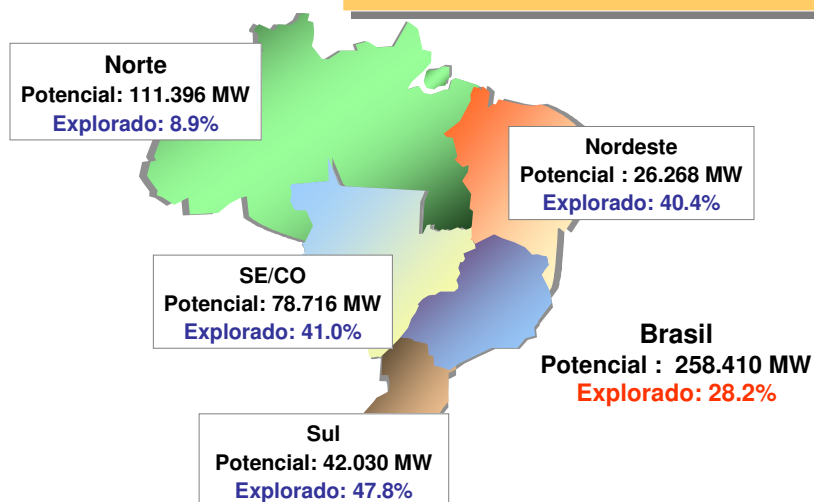 Norte
Potencial: 111.396 MW
Explorado: 8.9%
Nordeste
Potencial : 26.268 MW
Explorado: 40.4%
SE/CO
Potencial: 78.716 MW
Explorado: 41.0%
Brasil
Potencial : 258.410 MW
Explorado: 28.2%
Sul
Potencial: 42.030 MW
Explorado: 47.8%